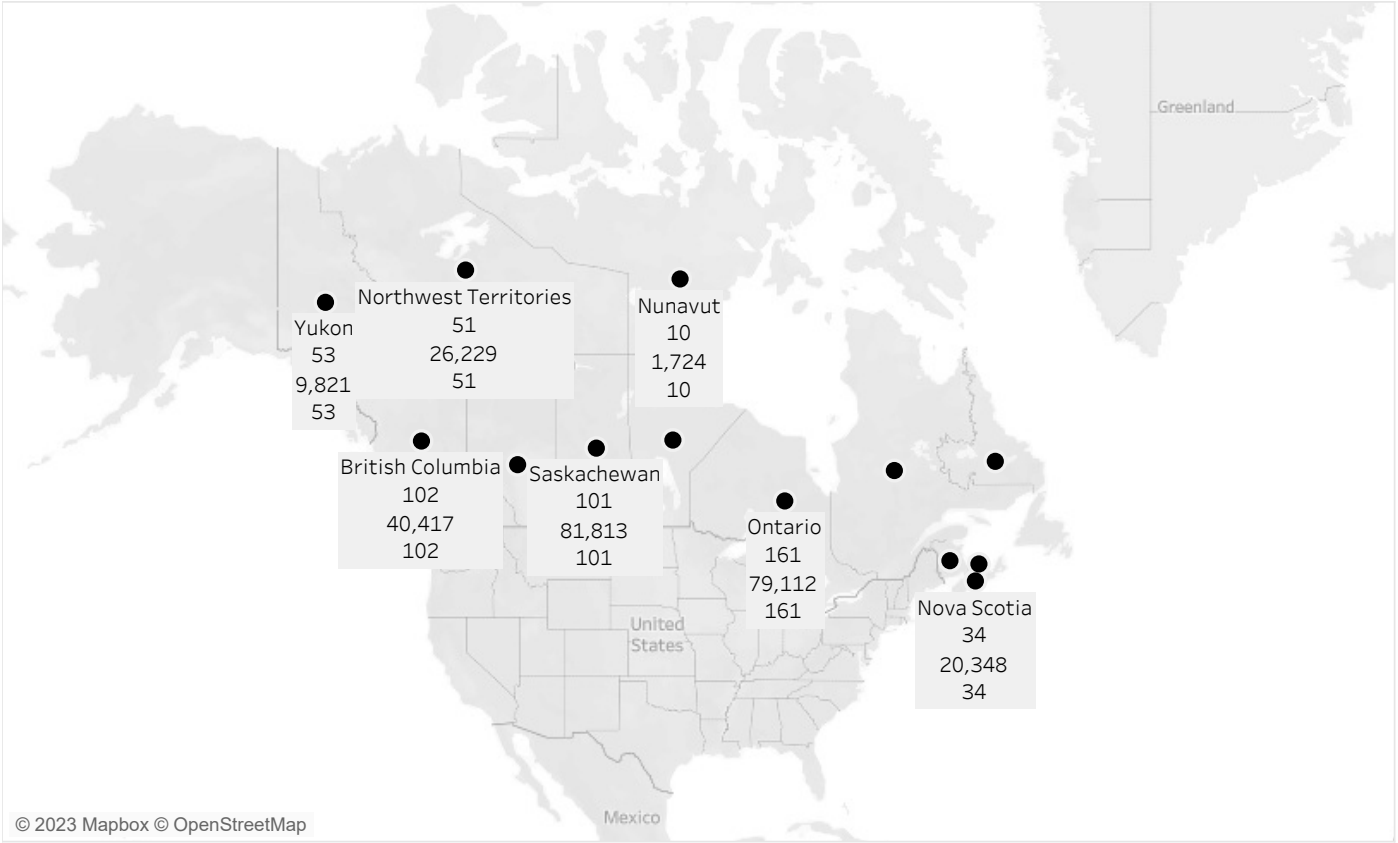 Greenland
Northwest Territories
51
26,229
51
Nunavut
10
1,724
10
Yukon
53
9,821
53
British Columbia
102
40,417
102
Saskachewan
101
81,813
101
Ontario
161
79,112
161
Nova Scotia
34
20,348
34
United
States
Mexico
© 2023 Mapbox © OpenStreetMap